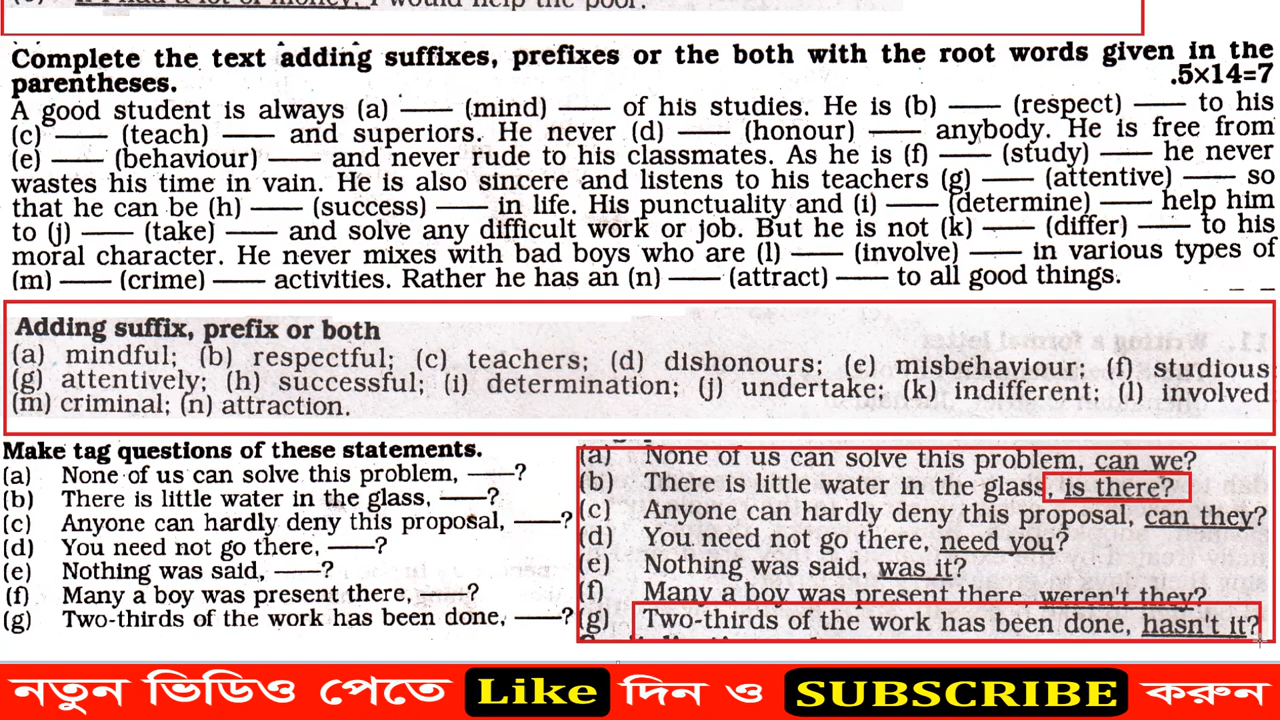 (e) If I had a lot of money, I would help the poor.
Complete the text adding suffixes, prefixes or the both with the root words given in the
parentheses. .5×14=7
A good student is always (a) —— (mind) —— of his studies. He is (b) —— (respect) —— to his
(c) —— (teach) —— and superiors. He never (d) —— (honour) —— anybody. He is free from
(e) —— (behaviour) —— and never rude to his classmates. As he is (f) —— (study) —— he never
wastes his time in vain. He is also sincere and listens to his teachers (g) —— (attentive) —— so
that he can be (h) —— (success) —— in life. His punctuality and (i) —— (determine) —— help him
to (j) —— (take) —— and solve any difficult work or job. But he is not (k) —— (differ) —— to his
moral character. He never mixes with bad boys who are (l) —— (involve) —— in various types of
(m) —— (crime) —— activities. Rather he has an (n) —— (attract) —— to all good things.
Adding suffix, prefix or both
(a) mindful; (b) respectful; (c) teachers; (d) dishonours; (e) misbehaviour; (f) studious
(g) attentively; (h) successful; (i) determination; (j) undertake; (k) indifferent; (l) involved
(m) criminal; (n) attraction.
Make tag questions of these statements.
(a) None of us can solve this problem, ——?
(b) There is little water in the glass, ——?
(c) Anyone can hardly deny this proposal, ——?
(d) You need not go there, ——?
(e) Nothing was said, ——?
(f) Many a boy was present there, ——?
(g) Two-thirds of the work has been done, ——?
(a) None of us can solve this problem, can we?
(b) There is little water in the glass, is there?
(c) Anyone can hardly deny this proposal, can they?
(d) You need not go there, need you?
(e) Nothing was said, was it?
(f) Many a boy was present there, weren't they?
(g) Two-thirds of the work has been done, hasn't it?
নতুন ভিডিও পেতে Like দিন ও SUBSCRIBE করুন